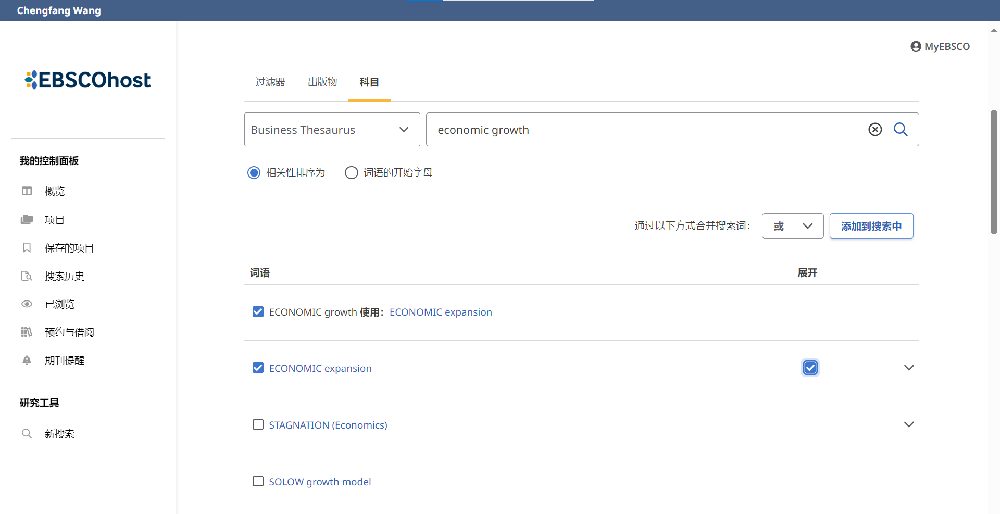 Chengfang Wang
MyEBSCO
EBSCOhost
我的控制面板
概览
项目
保存的项目
搜索历史
已浏览
预约与借阅
期刊提醒
研究工具
新搜索
过滤器 出版物 科目
Business Thesaurus economic growth
相关性排序为 词语的开始字母
通过以下方式合并搜索词: 或 添加到搜索中
词语 展开
ECONOMIC growth 使用: ECONOMIC expansion
ECONOMIC expansion
STAGNATION (Economics)
SOLOW growth model